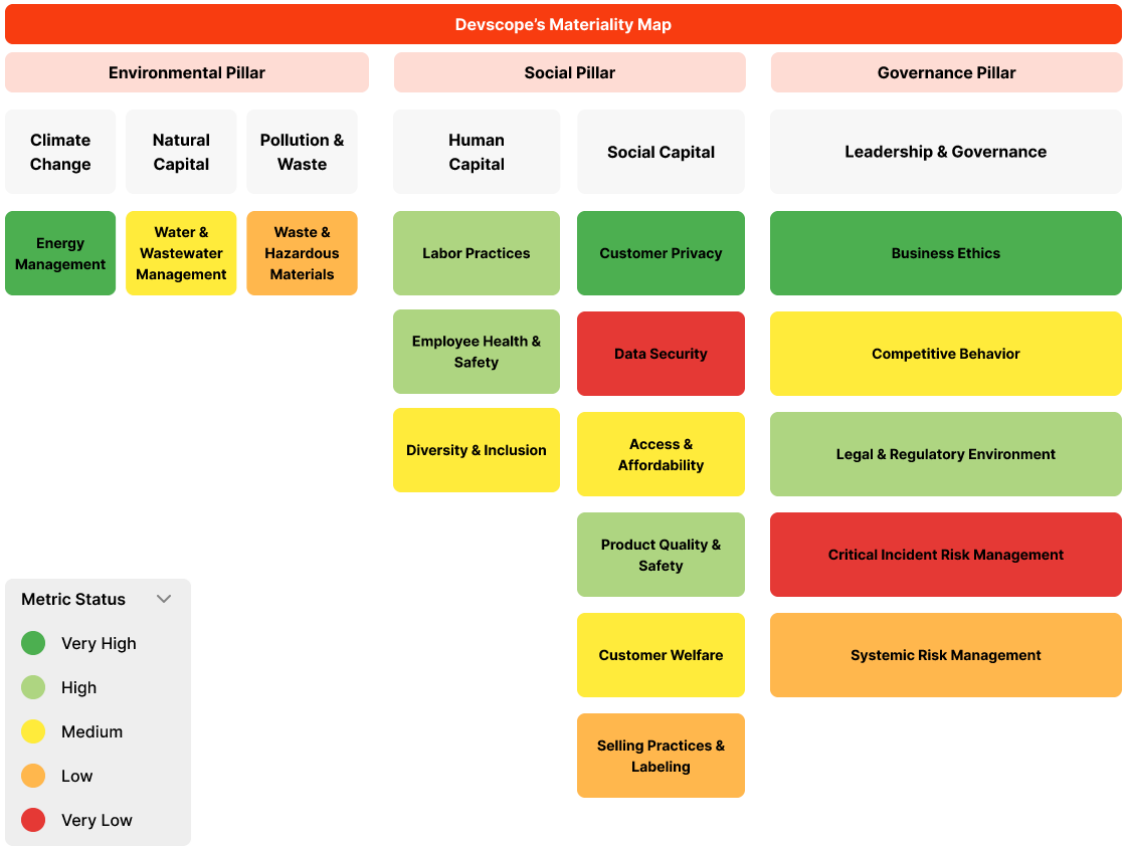 Devscope's Materiality Map
Environmental Pillar
Social Pillar
Governance Pillar
Climate
Change
Natural
Capital
Pollution &
Waste
Human
Capital
Social Capital
Leadership & Governance
Energy
Management
Water &
Wastewater
Management
Waste &
Hazardous
Materials
Labor Practices
Customer Privacy
Business Ethics
Employee Health &
Safety
Data Security
Competitive Behavior
Diversity & Inclusion
Access &
Affordability
Legal & Regulatory Environment
Product Quality &
Safety
Critical Incident Risk Management
Customer Welfare
Systemic Risk Management
Selling Practices &
Labeling
Metric Status
Very High
High
Medium
Low
Very Low